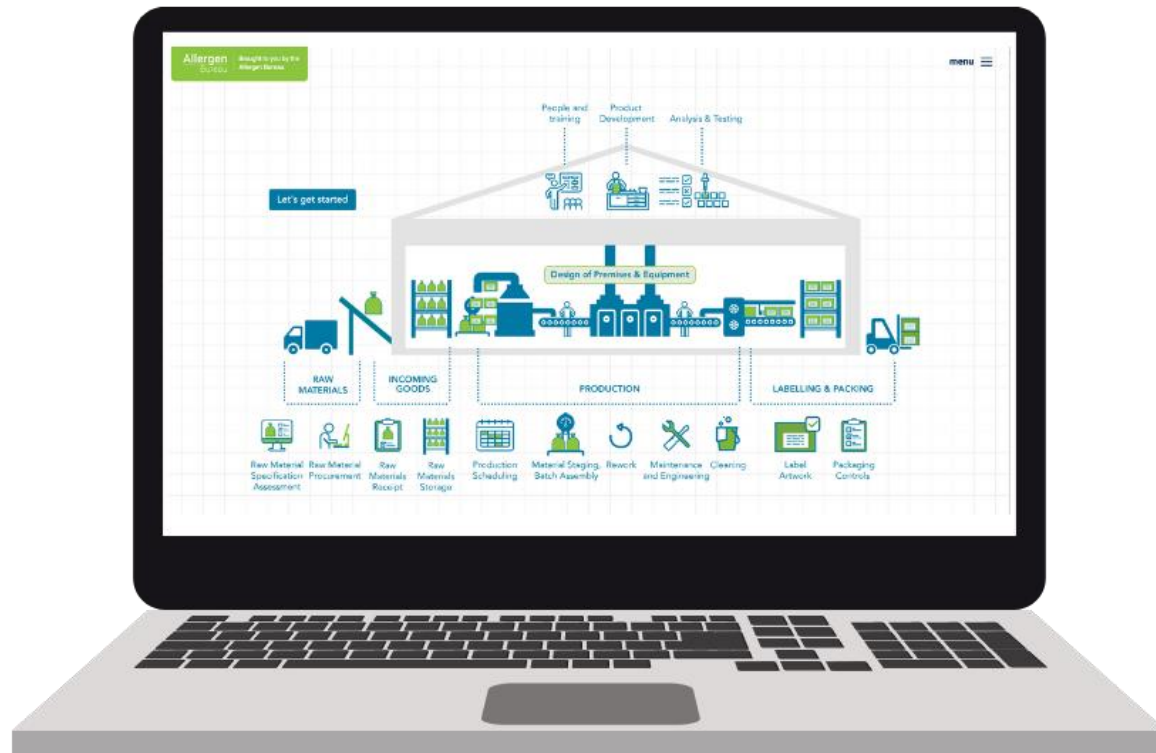 Allergen
Bureau
Brought to you by the
Allergen Bureau
menu
People and
training
Product
Development
Analysis & Testing
Let's get started
Design of Premises & Equipment
RAW
MATERIALS
INCOMING
GOODS
PRODUCTION
LABELLING & PACKING
Raw Material
Specification
Assessment
Raw Material
Procurement
Raw
Materials
Receipt
Raw
Materials
Storage
Production
Scheduling
Material Staging,
Batch Assembly
Rework
Maintenance
and Engineering
Cleaning
Label
Artwork
Packaging
Controls